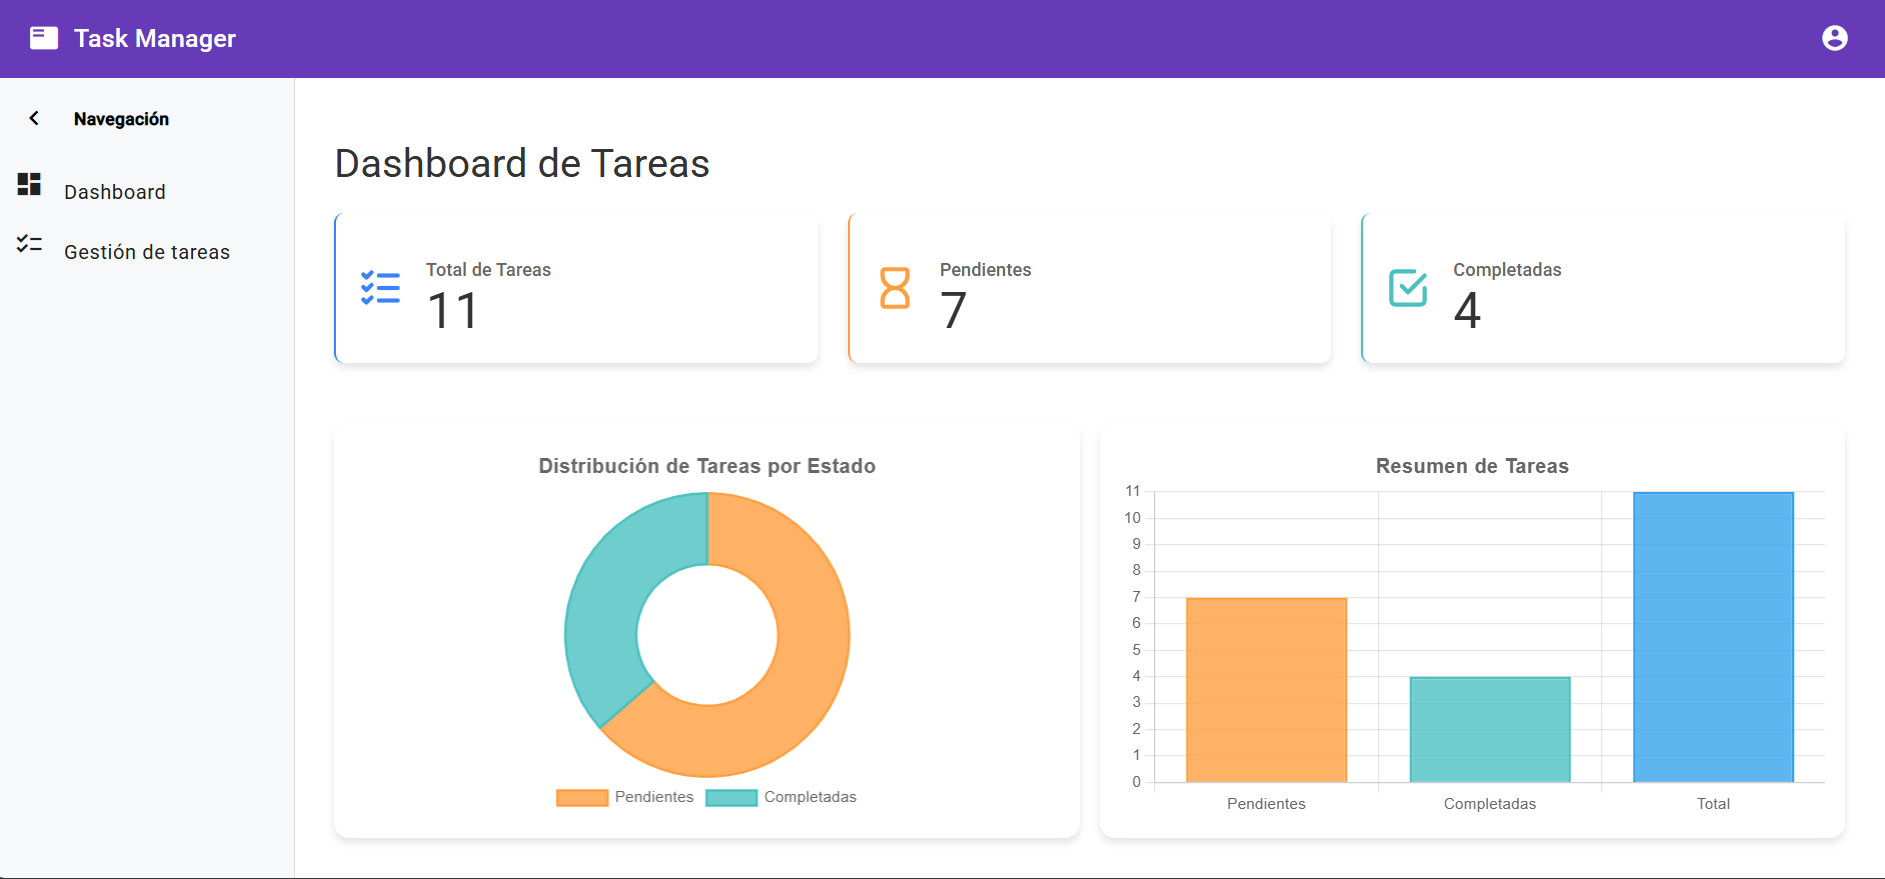 Task Manager
Navegación
Dashboard
Gestión de tareas
Dashboard de Tareas
Total de Tareas
11
Pendientes
7
Completadas
4
Distribución de Tareas por Estado
Pendientes
Completadas
Resumen de Tareas
11
10
9
8
7
6
5
4
3
2
1
0
Pendientes
Completadas
Total